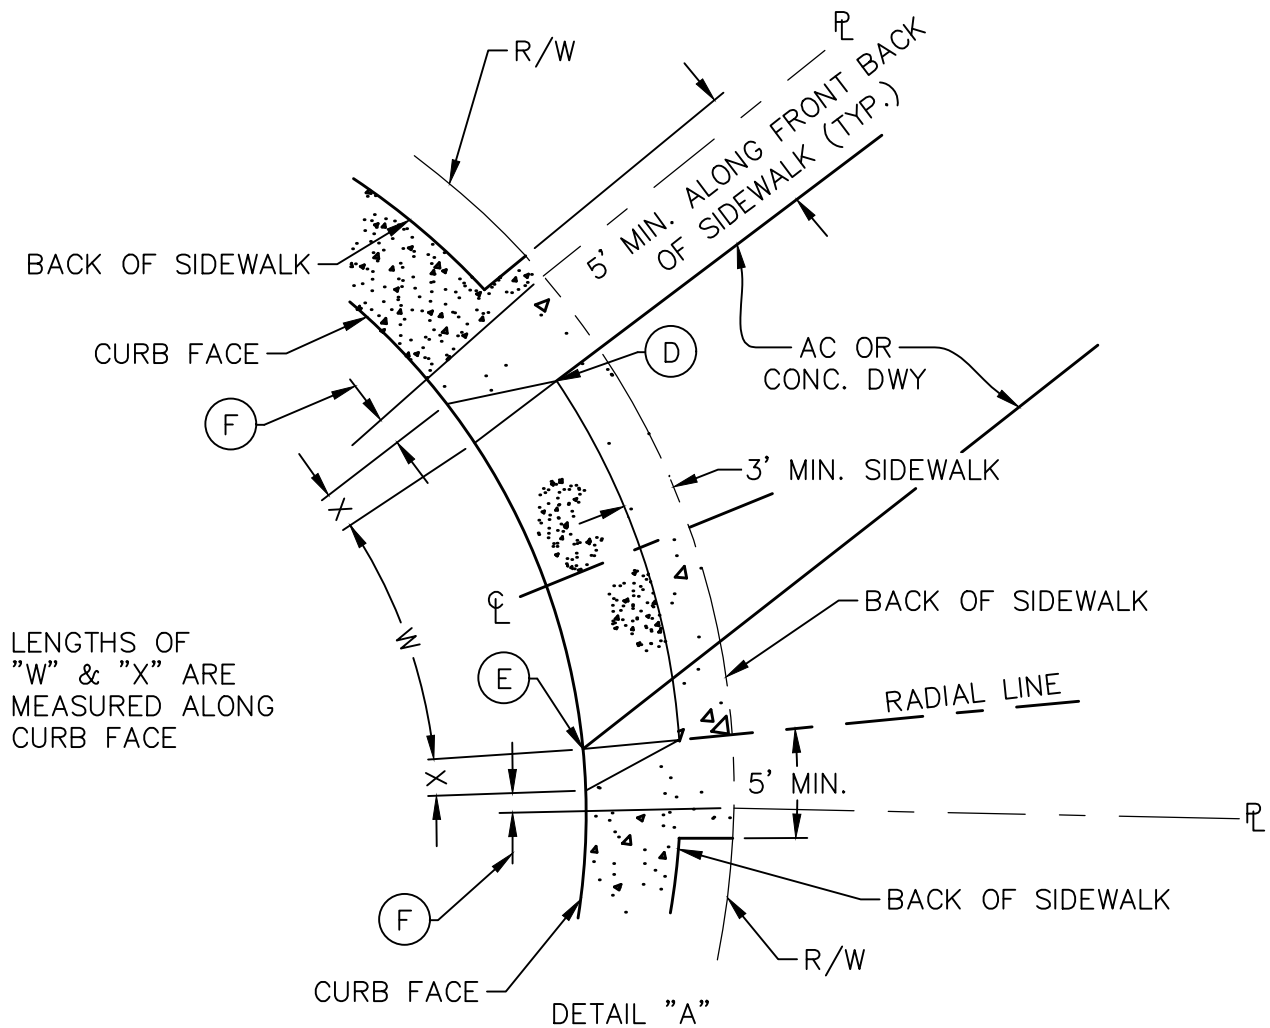 R/W
℄
5' MIN. ALONG FRONT BACK
OF SIDEWALK (TYP.)
BACK OF SIDEWALK
CURB FACE
D
AC OR
CONC. DWY
F
3' MIN. SIDEWALK
X
℄
BACK OF SIDEWALK
LENGTHS OF
"W" & "X" ARE
MEASURED ALONG
CURB FACE
W
E
RADIAL LINE
X
5' MIN.
PL
BACK OF SIDEWALK
F
R/W
CURB FACE
DETAIL "A"